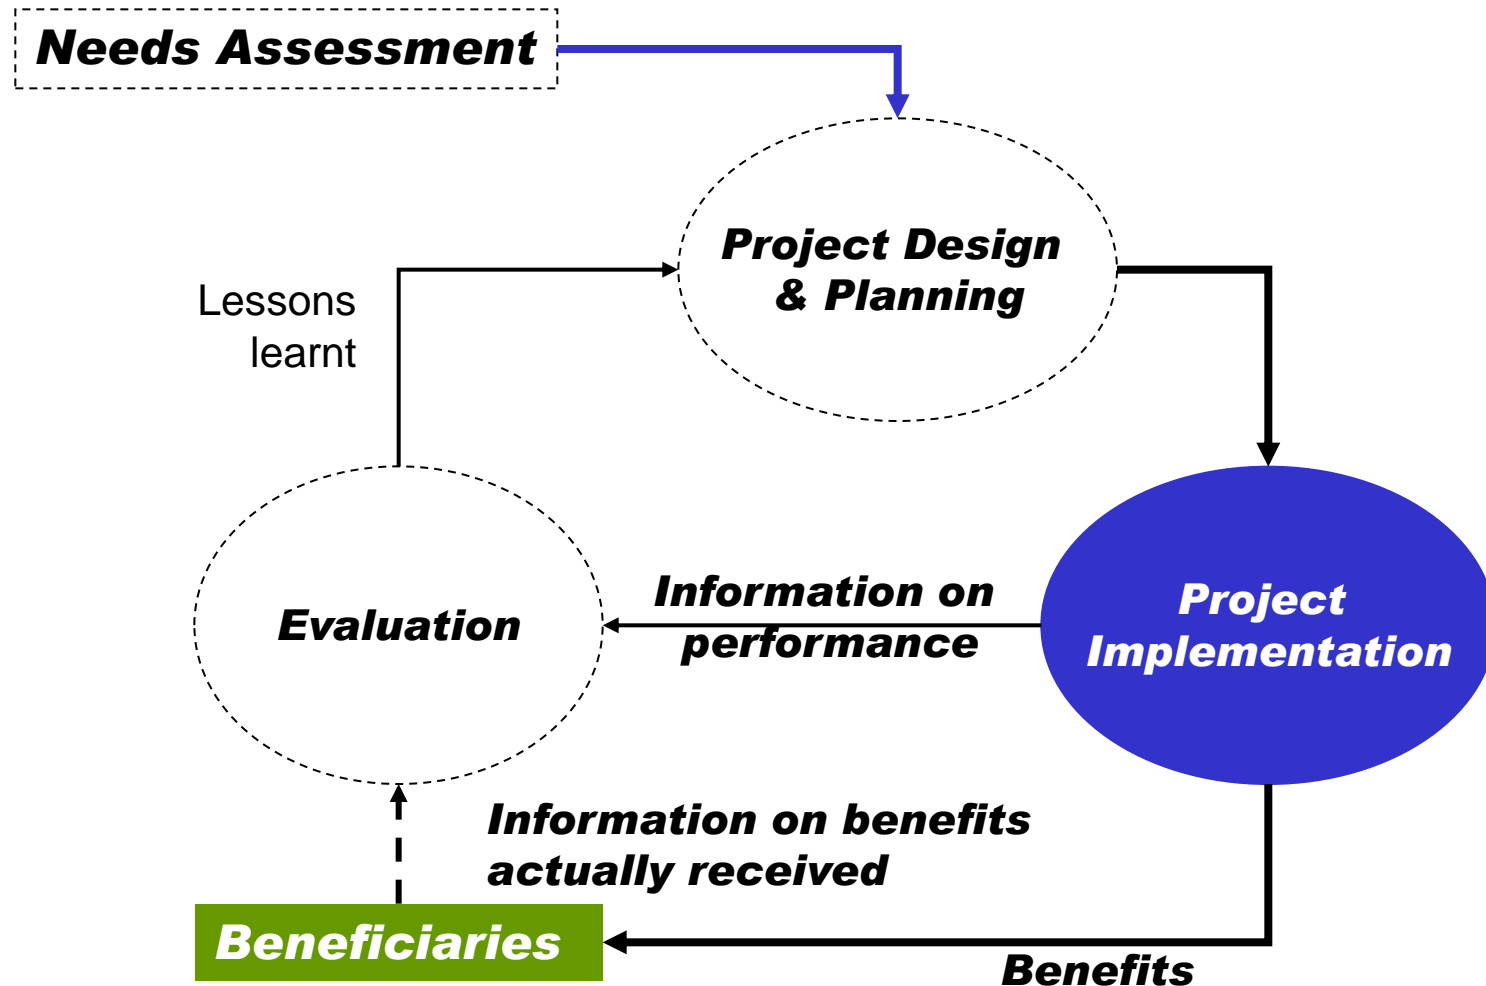 Needs Assessment
Project Design
& Planning
Lessons
learnt
Information on
performance
Evaluation
Project
Implementation
Information on benefits
actually received
Beneficiaries
Benefits